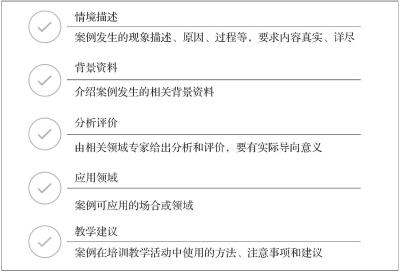 情境描述
案例发生的现象描述、原因、过程等，要求内容真实、详尽
背景资料
介绍案例发生的相关背景资料
分析评价
由相关领域专家给出分析和评价，要有实际导向意义
应用领域
案例可应用的场合或领域
教学建议
案例在培训教学活动中使用的方法、注意事项和建议